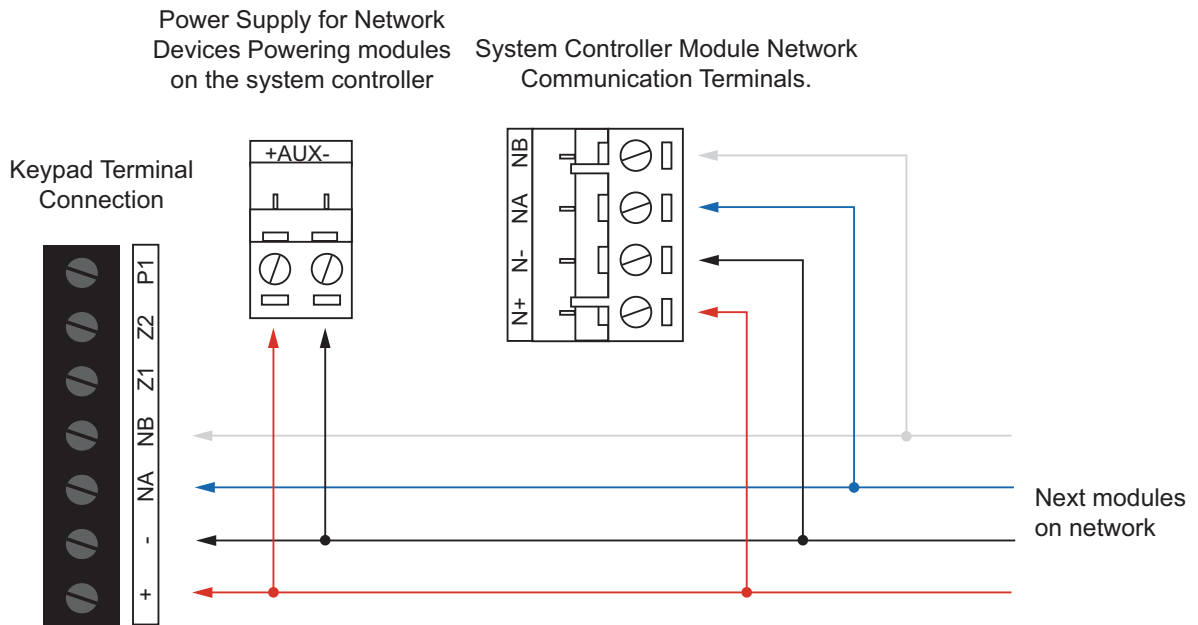 Power Supply for Network
Devices Powering modules
on the system controller
System Controller Module Network
Communication Terminals.
+AUX-
Keypad Terminal
Connection
NB
NA
N-
N+
P1
Z2
Z1
NB
NA
-
+
Next modules
on network